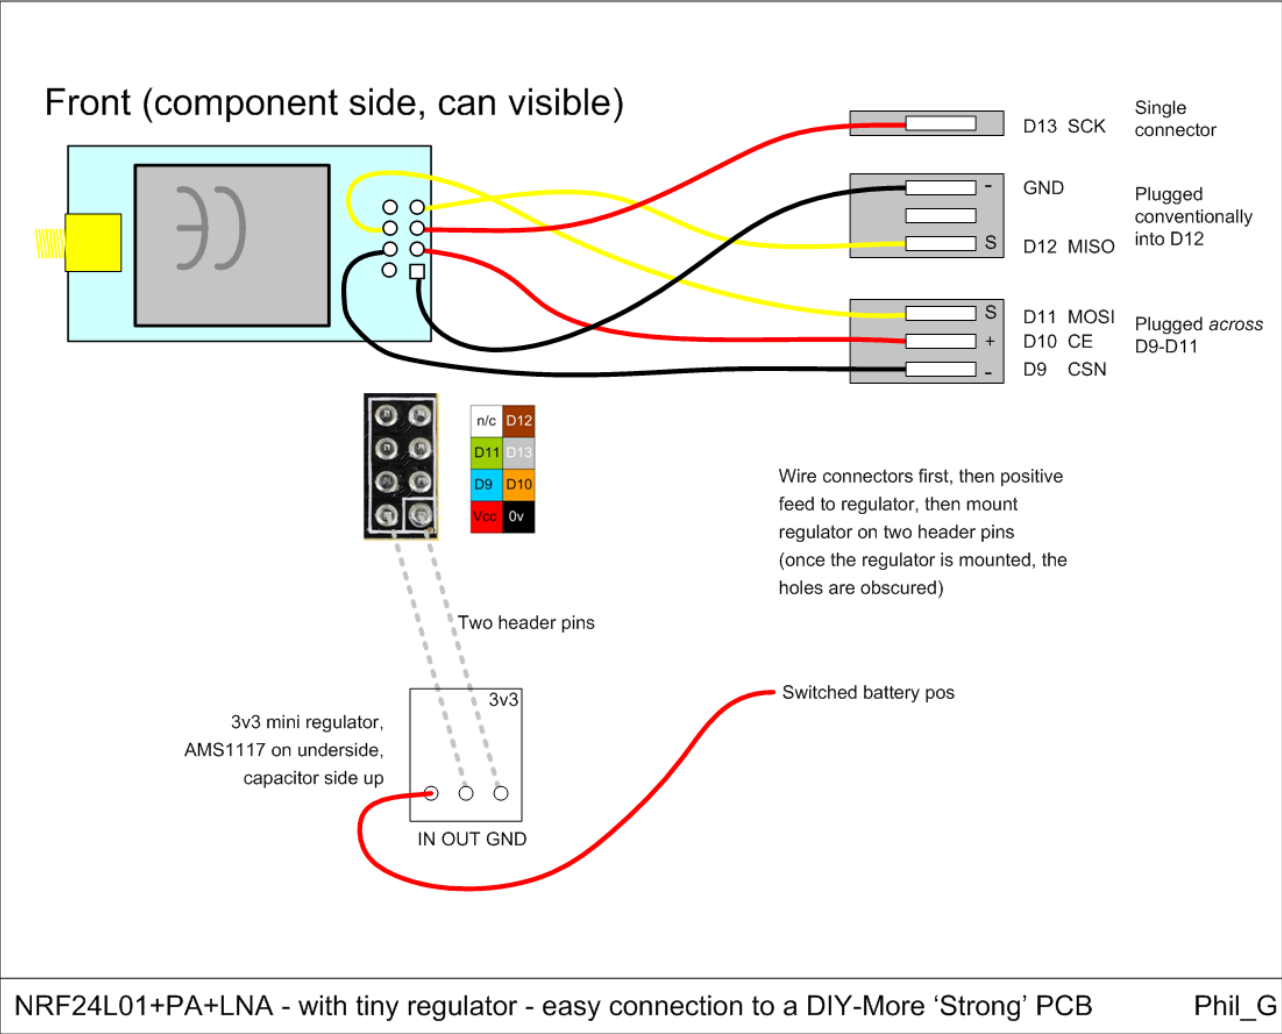 Front (component side, can visible)
D13 SCK
Single
connector
- GND
Plugged
conventionally
into D12
S D12 MISO
S D11 MOSI
+ D10 CE
- D9 CSN
Plugged across
D9-D11
n/c D12
D11 D13
D9 D10
Vcc 0v
Wire connectors first, then positive
feed to regulator, then mount
regulator on two header pins
(once the regulator is mounted, the
holes are obscured)
Two header pins
3v3
Switched battery pos
3v3 mini regulator,
AMS1117 on underside,
capacitor side up
IN OUT GND
NRF24L01+PA+LNA - with tiny regulator - easy connection to a DIY-More ‘Strong’ PCB
Phil_G